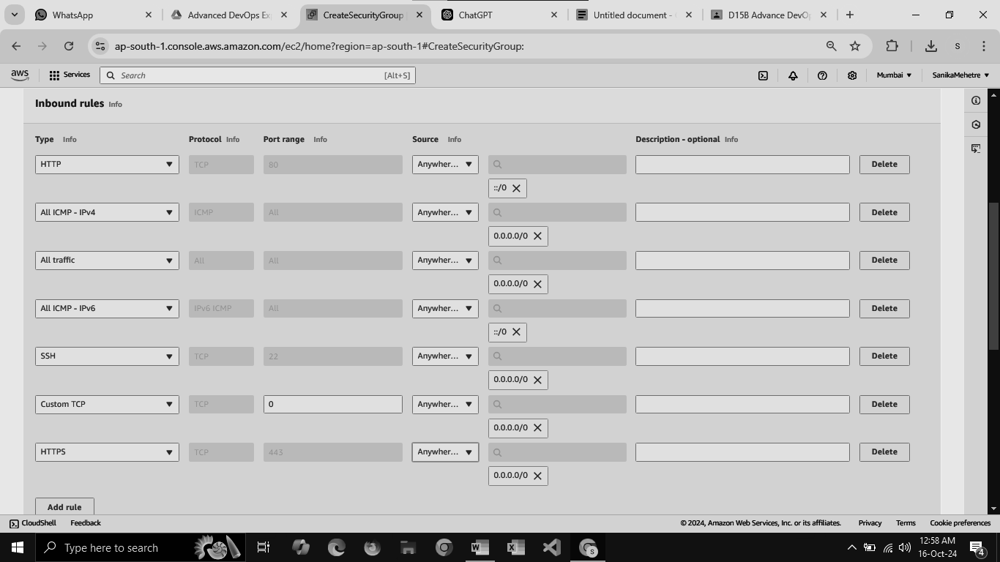 WhatsApp
Advanced DevOps Exp
CreateSecurityGroup
ChatGPT
Untitled document -
D15B Advance DevOp
ap-south-1.console.aws.amazon.com/ec2/home?region=ap-south-1#CreateSecurityGroup:
S
aws
Services
Search [Alt+S]
Mumbai
SanikaMehetre
Inbound rules Info
Type Info Protocol Info Port range Info Source Info Description - optional Info
HTTP TCP 80 Anywher... Delete
::/0
All ICMP - IPv4 ICMP All Anywher... Delete
0.0.0.0/0
All traffic All All Anywher... Delete
0.0.0.0/0
All ICMP - IPv6 IPv6 ICMP All Anywher... Delete
::/0
SSH TCP 22 Anywher... Delete
0.0.0.0/0
Custom TCP TCP 0 Anywher... Delete
0.0.0.0/0
HTTPS TCP 443 Anywher... Delete
0.0.0.0/0
Add rule
CloudShell Feedback © 2024, Amazon Web Services, Inc. or its affiliates. Privacy Terms Cookie preferences
Type here to search
12:58 AM
16-Oct-24
4